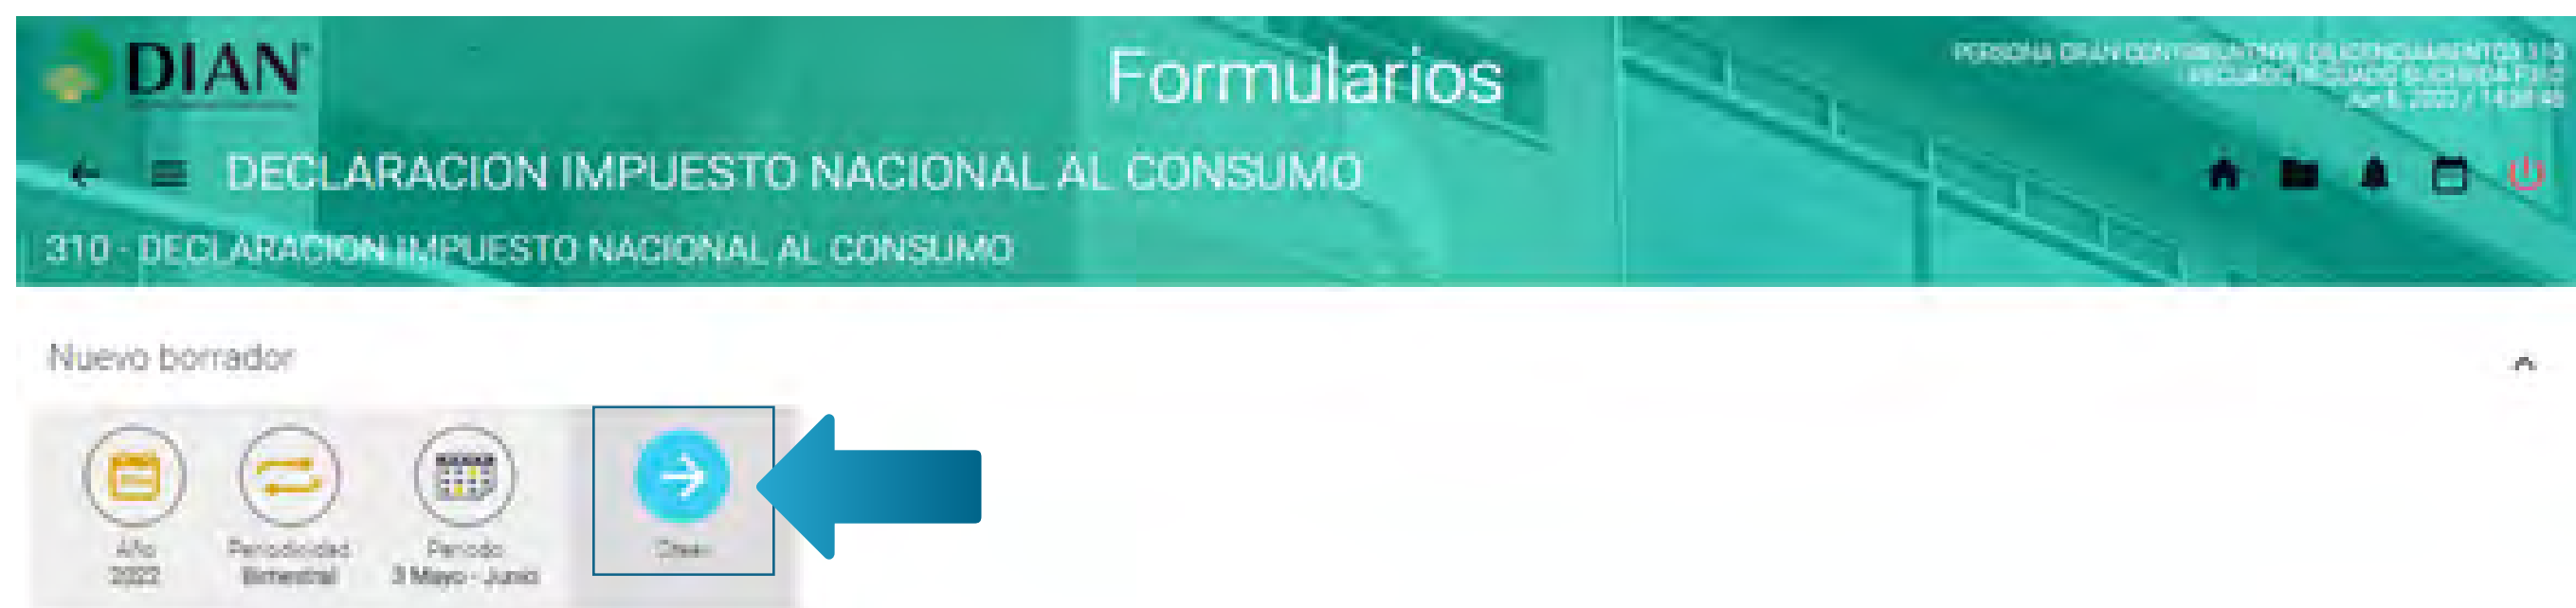 DIAN
Formularios
DECLARACION IMPUESTO NACIONAL AL CONSUMO
310 - DECLARACION IMPUESTO NACIONAL AL CONSUMO
Nuevo borrador
Año
2022
Periodicidad
Bimestral
Periodo
3 Mayo - Junio
Crear